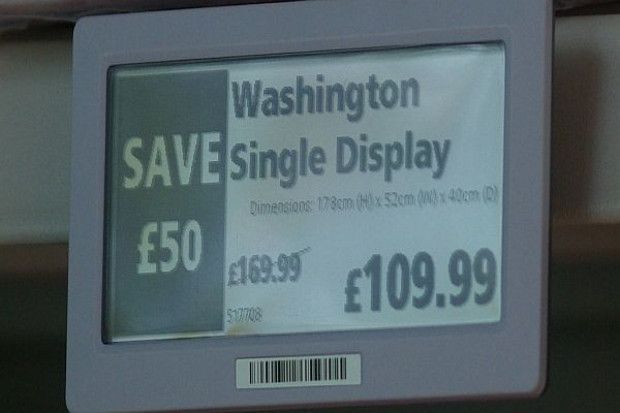 SAVE
£50
Washington
Single Display
Dimensions: 178cm (H) x 52cm (W) x 40cm (D)
£169.99
£109.99
517708